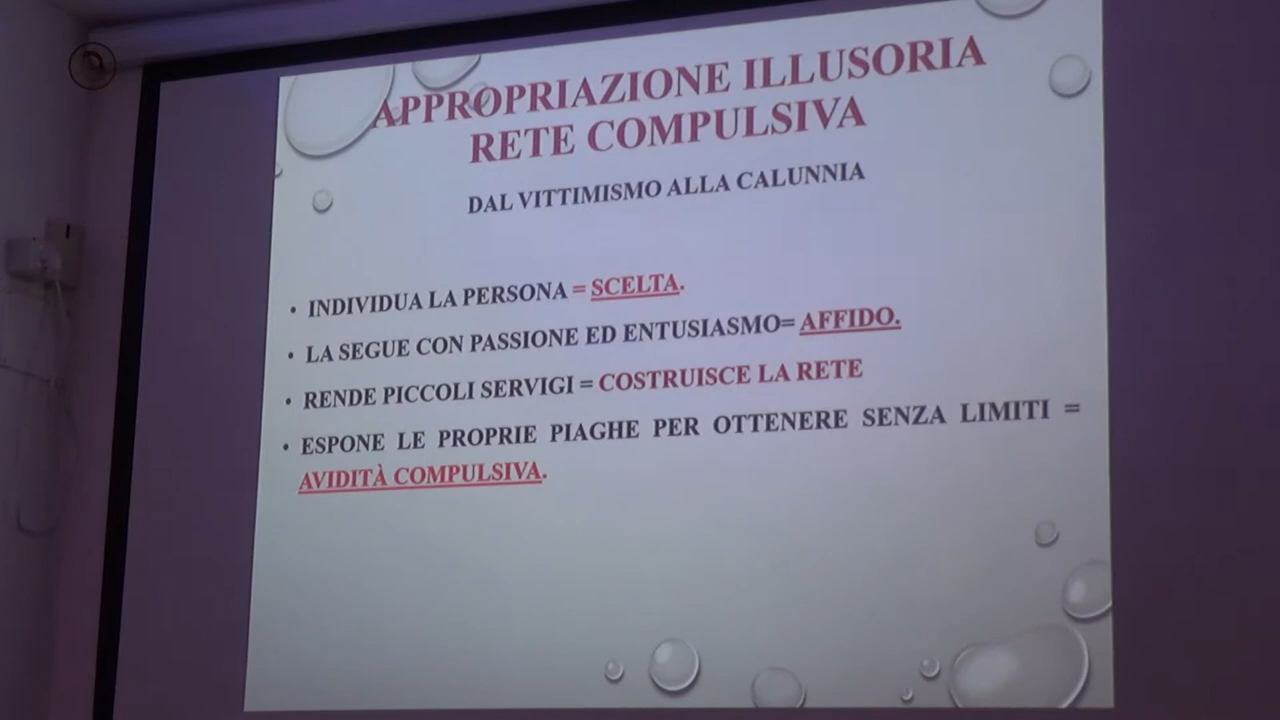 APPROPRIAZIONE ILLUSORIA
RETE COMPULSIVA
DAL VITTIMISMO ALLA CALUNNIA
• INDIVIDUA LA PERSONA = SCELTA.
• LA SEGUE CON PASSIONE ED ENTUSIASMO= AFFIDO.
• RENDE PICCOLI SERVIGI = COSTRUISCE LA RETE
• ESPONE LE PROPRIE PIAGHE PER OTTENERE SENZA LIMITI =
AVIDITÀ COMPULSIVA.